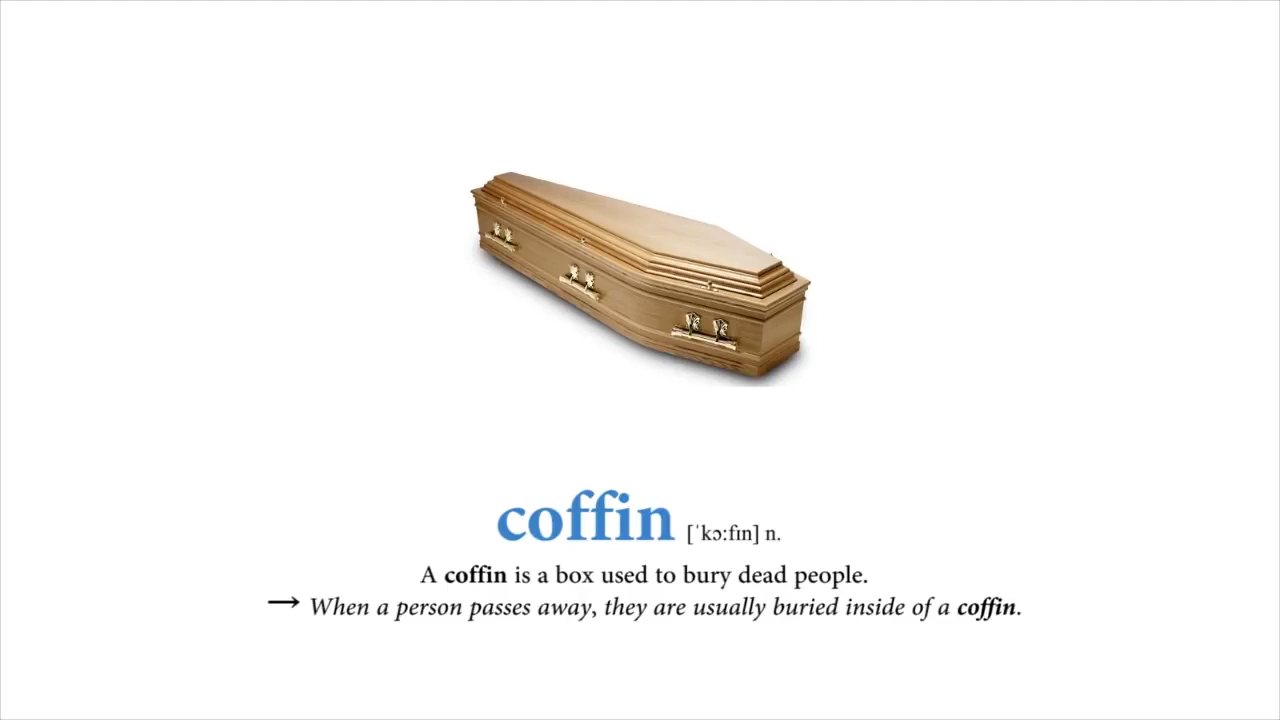 coffin [ˈkɔːfɪn] n.
A coffin is a box used to bury dead people.
→ When a person passes away, they are usually buried inside of a coffin.